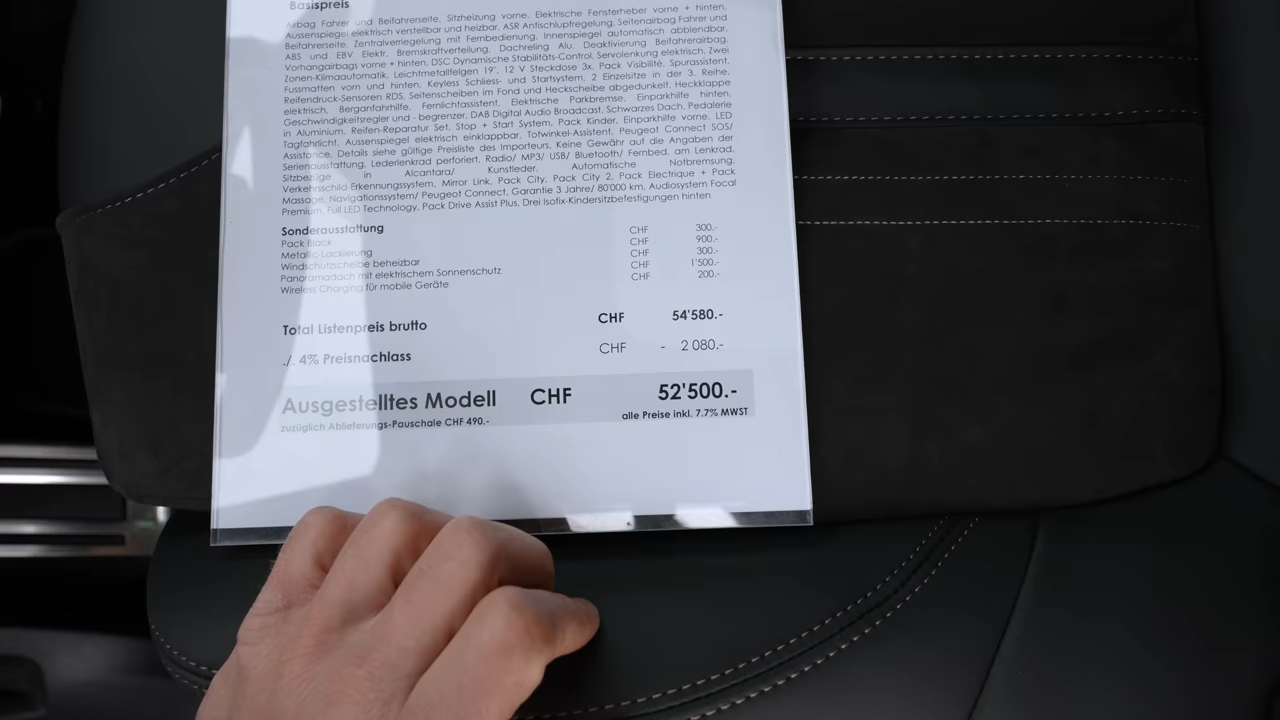 Basispreis
Airbag Fahrer und Beifahrerseite, Sitzheizung vorne, Elektrische Fensterheber vorne + hinten,
Aussenspiegel elektrisch verstellbar und heizbar, ASR Antischlupfregelung, Seitenairbag Fahrer und
Beifahrerseite, Zentralverriegelung mit Fernbedienung, Innenspiegel automatisch abblendbar,
ABS und EBV Elektr. Bremskraftverteilung, Dachreling Alu, Deaktivierung Beifahrerairbag,
Vorhangairbags vorne + hinten, DSC Dynamische Stabilitäts-Control, Servolenkung elektrisch, Zwei
Zonen-Klimaautomatik, Leichtmetallfelgen 19", 12 V Steckdose 3x, Pack Visibilité, Spurassistent,
Fussmatten vorn und hinten, Keyless Schliess- und Startsystem, 2 Einzelsitze in der 3. Reihe,
Reifendruck-Sensoren RDS, Seitenscheiben im Fond und Heckscheibe abgedunkelt, Heckklappe
elektrisch, Berganfahrhilfe, Fernlichtassistent, Elektrische Parkbremse, Einparkhilfe hinten,
Geschwindigkeitsregler und - begrenzer, DAB Digital Audio Broadcast, Schwarzes Dach, Pedalerie
in Aluminium, Reifen-Reparatur Set, Stop + Start System, Pack Kinder, Einparkhilfe vorne, LED
Tagfahrlicht, Aussenspiegel elektrisch einklappbar, Totwinkel-Assistent, Peugeot Connect SOS/
Assistance, Details siehe gültige Preisliste des Importeurs. Keine Gewähr auf die Angaben der
Serienausstattung, Lederlenkrad perforiert, Radio/ MP3/ USB/ Bluetooth/ Fernbed. am Lenkrad,
Sitzbezüge in Alcantara/ Kunstleder, Automatische Notbremsung,
Verkehrsschild-Erkennungssystem, Mirror Link, Pack City, Pack City 2, Pack Electrique + Pack
Massage, Navigationssystem/ Peugeot Connect, Garantie 3 Jahre/ 80'000 km, Audiosystem Focal
Premium, Full LED Technology, Pack Drive Assist Plus, Drei Isofix-Kindersitzbefestigungen hinten
Sonderausstattung
Pack Black CHF 300.-
Metallic-Lackierung CHF 900.-
Windschutzscheibe beheizbar CHF 300.-
Panoramadach mit elektrischem Sonnenschutz CHF 1'500.-
Wireless Charging für mobile Geräte CHF 200.-
Total Listenpreis brutto CHF 54'580.-
./. 4% Preisnachlass CHF - 2 080.-
Ausgestelltes Modell CHF 52'500.-
zuzüglich Ablieferungs-Pauschale CHF 490.- alle Preise inkl. 7.7% MWST